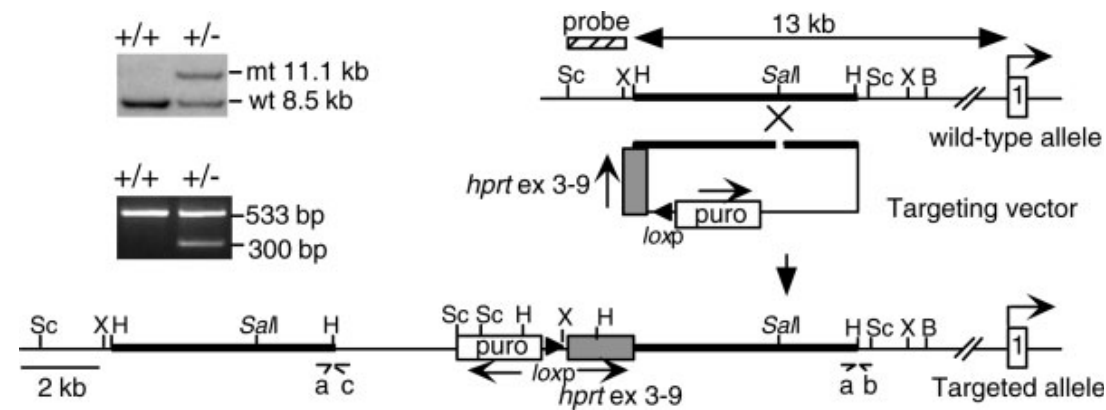 +/+ +/-
mt 11.1 kb
wt 8.5 kb
+/+ +/-
533 bp
300 bp
probe
13 kb
Sc X H SalI H Sc X B
1
wild-type allele
hprt ex 3-9
puro
loxp
Targeting vector
Sc X H SalI H Sc Sc H X H SalI H Sc X B
puro
1
2 kb
a c
loxp
hprt ex 3-9
a b
Targeted allele